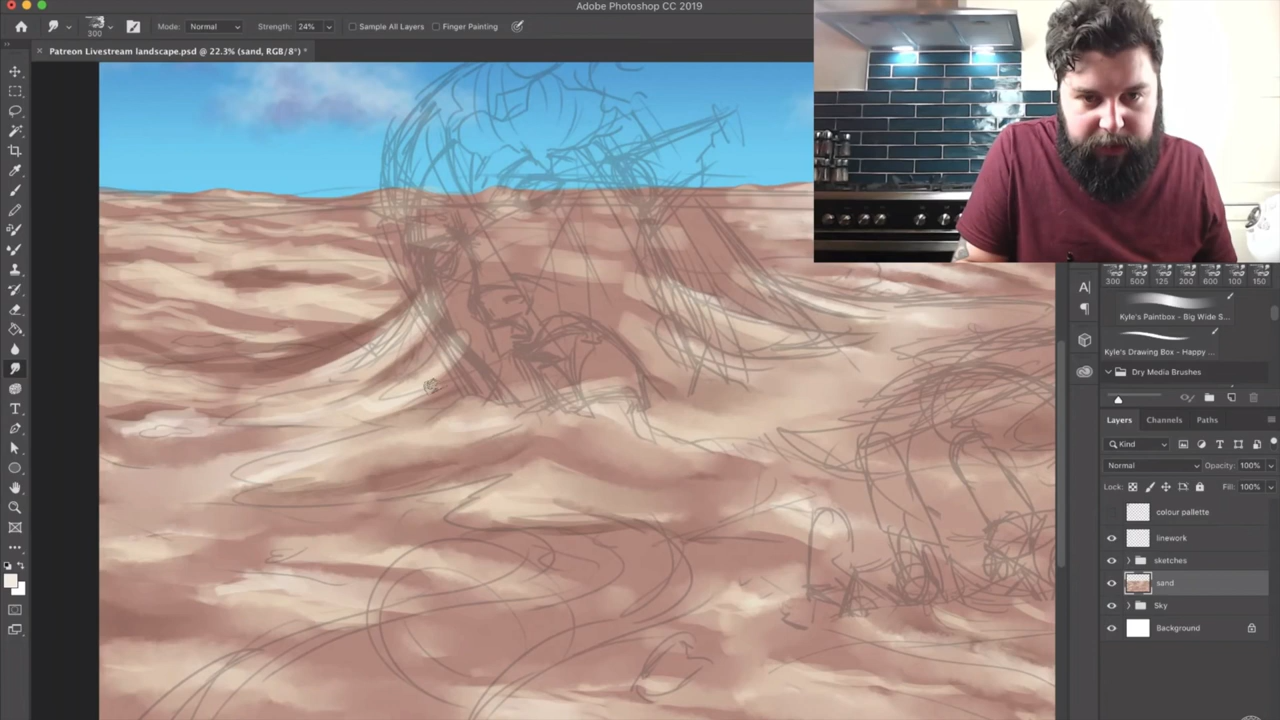 Adobe Photoshop CC 2019
300
Mode: Normal
Strength: 24%
Sample All Layers
Finger Painting
Patreon Livestream landscape.psd @ 22.3% (sand, RGB/8*) *
300 500 125 200 100 150
Kyle's Paintbox - Big Wide S...
Kyle's Drawing Box - Happy ...
Dry Media Brushes
Layers Channels Paths
Kind
Normal
Opacity: 100%
Lock:
Fill: 100%
colour pallette
linework
sketches
sand
Sky
Background